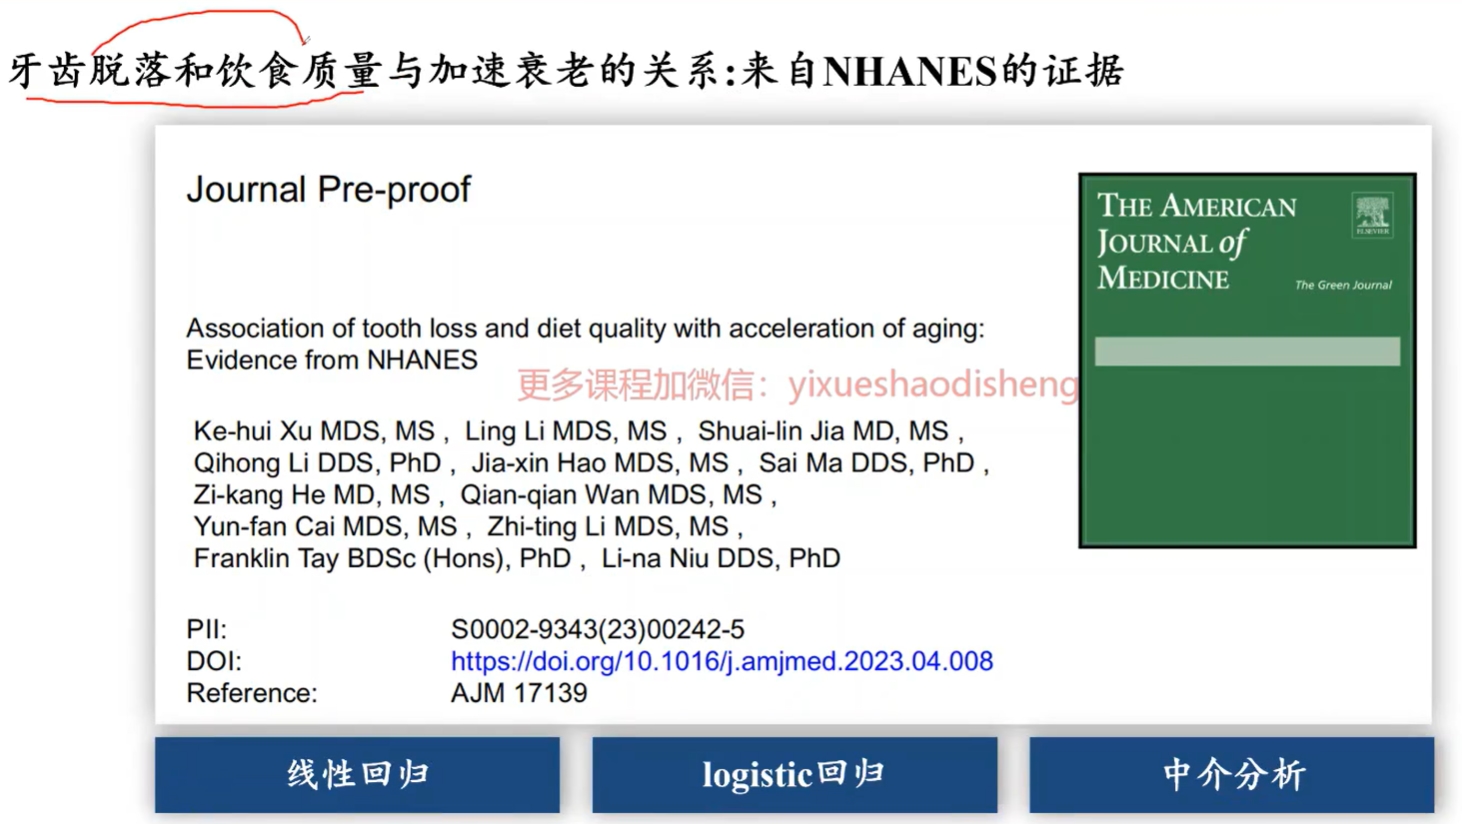 牙齿脱落和饮食质量与加速衰老的关系:来自NHANES的证据
Journal Pre-proof
THE AMERICAN
JOURNAL of
MEDICINE
ELSEVIER
The Green Journal
Association of tooth loss and diet quality with acceleration of aging:
Evidence from NHANES
更多课程加微信：yixueshaodisheng
Ke-hui Xu MDS, MS , Ling Li MDS, MS , Shuai-lin Jia MD, MS ,
Qihong Li DDS, PhD , Jia-xin Hao MDS, MS , Sai Ma DDS, PhD ,
Zi-kang He MD, MS , Qian-qian Wan MDS, MS ,
Yun-fan Cai MDS, MS , Zhi-ting Li MDS, MS ,
Franklin Tay BDSc (Hons), PhD , Li-na Niu DDS, PhD
PII: S0002-9343(23)00242-5
DOI: https://doi.org/10.1016/j.amjmed.2023.04.008
Reference: AJM 17139
线性回归
logistic回归
中介分析